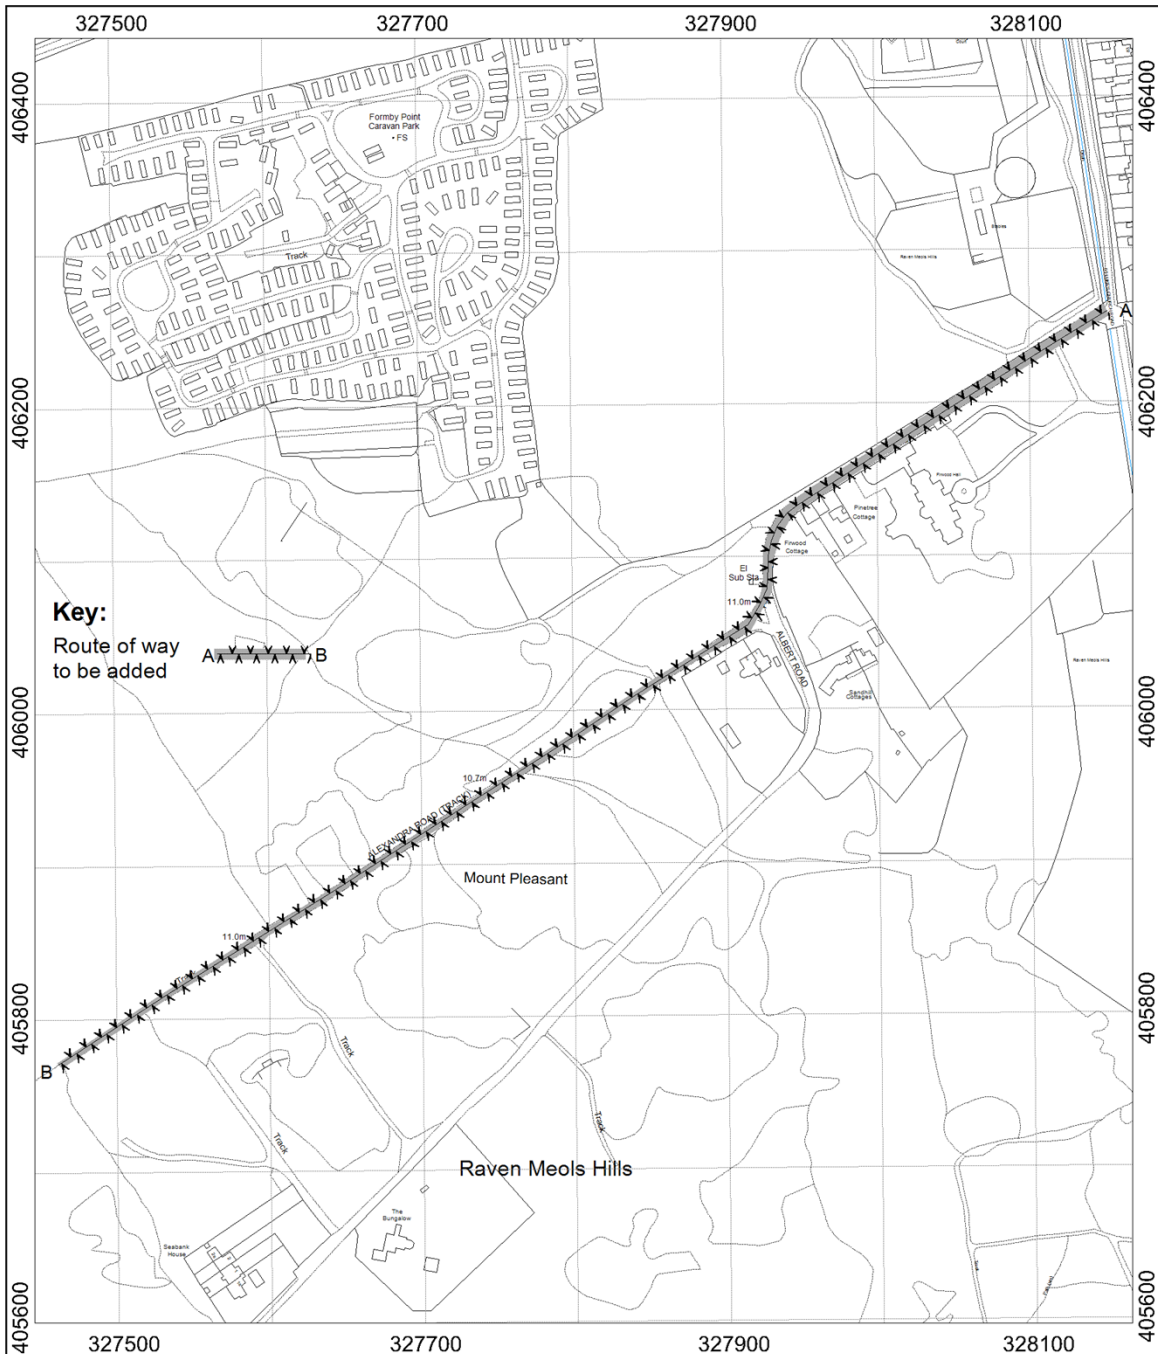 327500 327700 327900 328100
406400 406400
Formby Point
Caravan Park
• FS
Track
Raven Meols Hills
A
406200 406200
Firwood Hall
Pinetree
Cottage
Firwood
Cottage
El
Sub Sta
11.0m
Key:
Route of way
to be added
A B
ALBERT ROAD
Raven Meols Hills
Sandhill
Cottages
406000 406000
10.7m
ALEXANDRA ROAD (TRACK)
Mount Pleasant
11.0m
Track
405800 405800
B
Track
Track
Track
Raven Meols Hills
The
Bungalow
Seabank
House
405600 405600
327500 327700 327900 328100